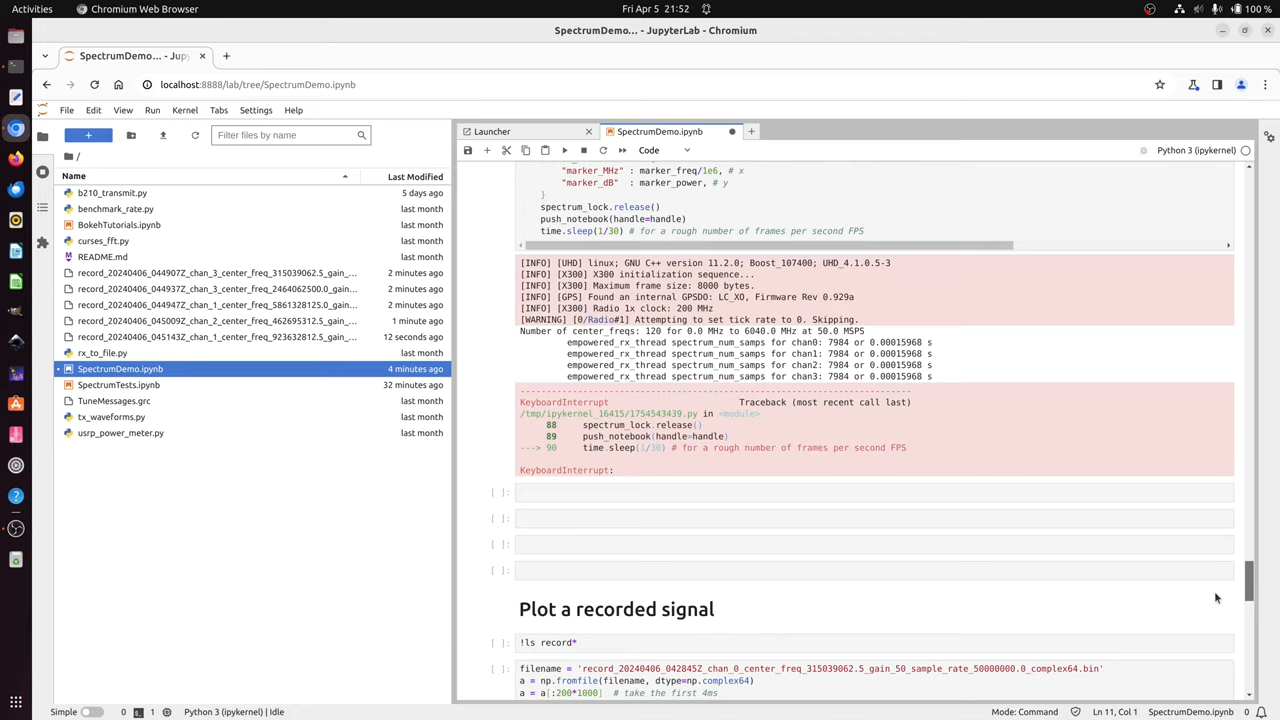 Activities
Chromium Web Browser
Fri Apr 5 21:52
100 %
SpectrumDemo... - JupyterLab - Chromium
SpectrumDemo... - Jupy
localhost:8888/lab/tree/SpectrumDemo.ipynb
File Edit View Run Kernel Tabs Settings Help
Filter files by name
/
Name Last Modified
b210_transmit.py 5 days ago
benchmark_rate.py last month
BokehTutorials.ipynb last month
curses_fft.py last month
README.md last month
record_20240406_044907Z_chan_3_center_freq_315039062.5_gain_... 2 minutes ago
record_20240406_044937Z_chan_3_center_freq_2464062500.0_gain_... 2 minutes ago
record_20240406_044947Z_chan_1_center_freq_5861328125.0_gain_... 2 minutes ago
record_20240406_045009Z_chan_2_center_freq_462695312.5_gain_... 1 minute ago
record_20240406_045143Z_chan_1_center_freq_923632812.5_gain_... 12 seconds ago
rx_to_file.py last month
SpectrumDemo.ipynb 4 minutes ago
SpectrumTests.ipynb 32 minutes ago
TuneMessages.grc last month
tx_waveforms.py last month
usrp_power_meter.py last month
Launcher
SpectrumDemo.ipynb
Code
Python 3 (ipykernel)
"marker_MHz" : marker_freq/1e6, # x
"marker_dB" : marker_power, # y
}
spectrum_lock.release()
push_notebook(handle=handle)
time.sleep(1/30) # for a rough number of frames per second FPS
[INFO] [UHD] linux; GNU C++ version 11.2.0; Boost_107400; UHD_4.1.0.5-3
[INFO] [X300] X300 initialization sequence...
[INFO] [X300] Maximum frame size: 8000 bytes.
[INFO] [GPS] Found an internal GPSDO: LC_XO, Firmware Rev 0.929a
[INFO] [X300] Radio 1x clock: 200 MHz
[WARNING] [0/Radio#1] Attempting to set tick rate to 0. Skipping.
Number of center_freqs: 120 for 0.0 MHz to 6040.0 MHz at 50.0 MSPS
empowered_rx_thread spectrum_num_samps for chan0: 7984 or 0.00015968 s
empowered_rx_thread spectrum_num_samps for chan1: 7984 or 0.00015968 s
empowered_rx_thread spectrum_num_samps for chan2: 7984 or 0.00015968 s
empowered_rx_thread spectrum_num_samps for chan3: 7984 or 0.00015968 s
---------------------------------------------------------------------------
KeyboardInterrupt Traceback (most recent call last)
/tmp/ipykernel_16415/1754543439.py in <module>
88 spectrum_lock.release()
89 push_notebook(handle=handle)
---> 90 time.sleep(1/30) # for a rough number of frames per second FPS
KeyboardInterrupt:
[ ]:
[ ]:
[ ]:
[ ]:
Plot a recorded signal
[ ]: !ls record*
[ ]: filename = 'record_20240406_042845Z_chan_0_center_freq_315039062.5_gain_50_sample_rate_50000000.0_complex64.bin'
a = np.fromfile(filename, dtype=np.complex64)
a = a[:200*1000] # take the first 4ms
Simple 0 1 Python 3 (ipykernel) | Idle Mode: Command Ln 11, Col 1 SpectrumDemo.ipynb 0